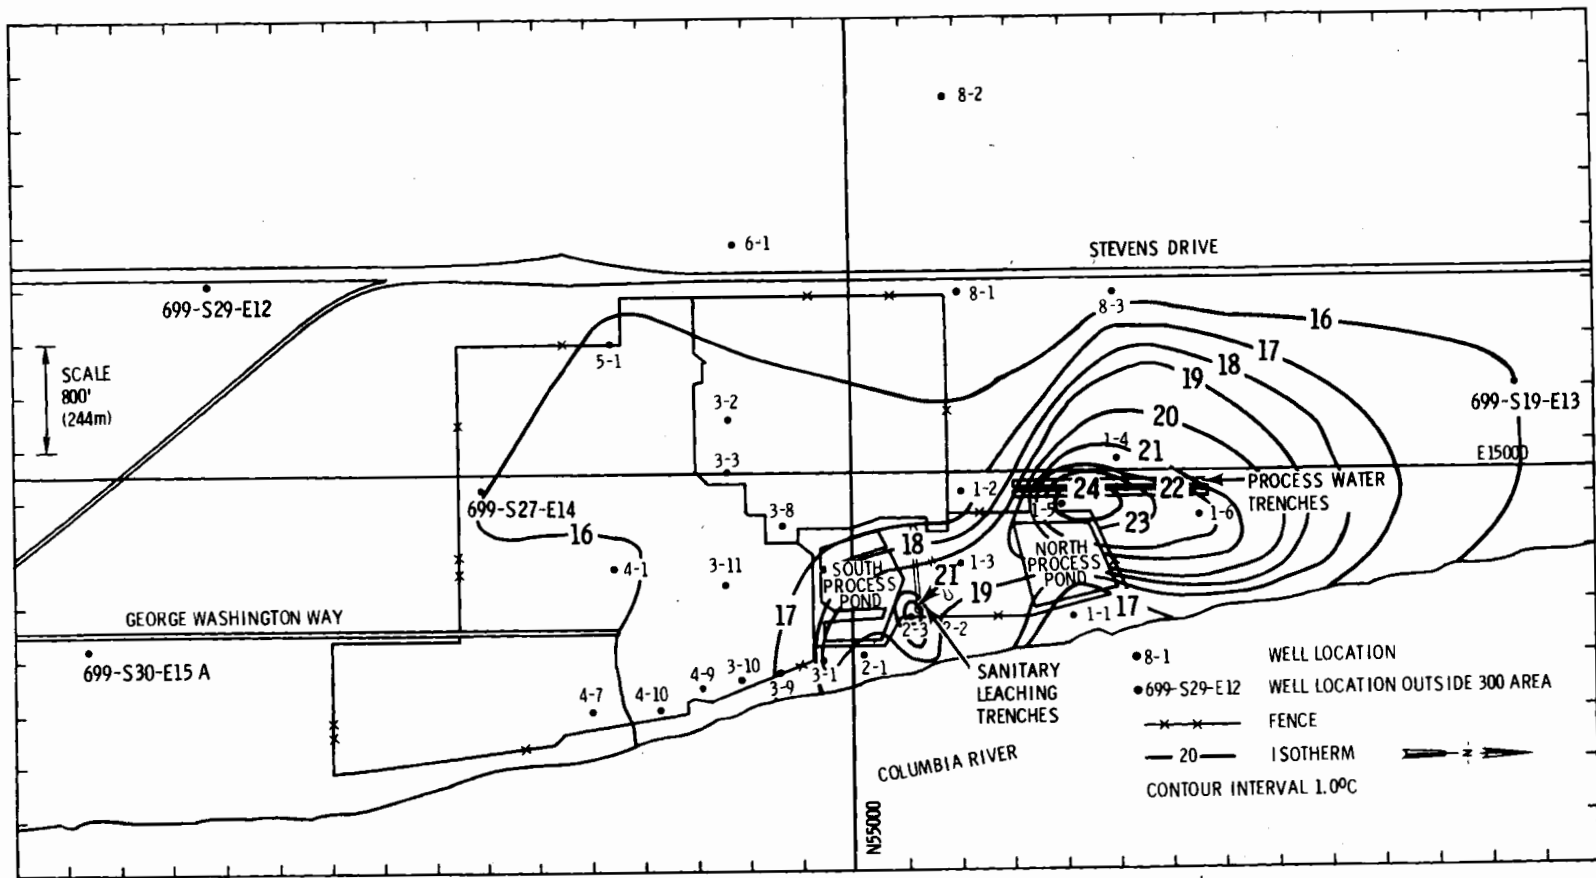 8-2
6-1
STEVENS DRIVE
699-S29-E12
8-1
8-3
16
17
18
19
SCALE
800'
(244m)
5-1
3-2
699-S19-E13
20
1-4
21
3-3
E15000
699-S27-E14
1-2
24
22
PROCESS WATER
TRENCHES
1-5
23
1-6
3-8
16
18
NORTH
PROCESS
POND
1-3
SOUTH
PROCESS
POND
4-1
3-11
21
19
17
GEORGE WASHINGTON WAY
17
2-3
2-2
1-1
699-S30-E15 A
4-9
3-10
3-9
3-1
2-1
4-7
4-10
SANITARY
LEACHING
TRENCHES
8-1 WELL LOCATION
699-S29-E12 WELL LOCATION OUTSIDE 300 AREA
FENCE
20 ISOTHERM
Z
CONTOUR INTERVAL 1.0ºC
COLUMBIA RIVER
N55000